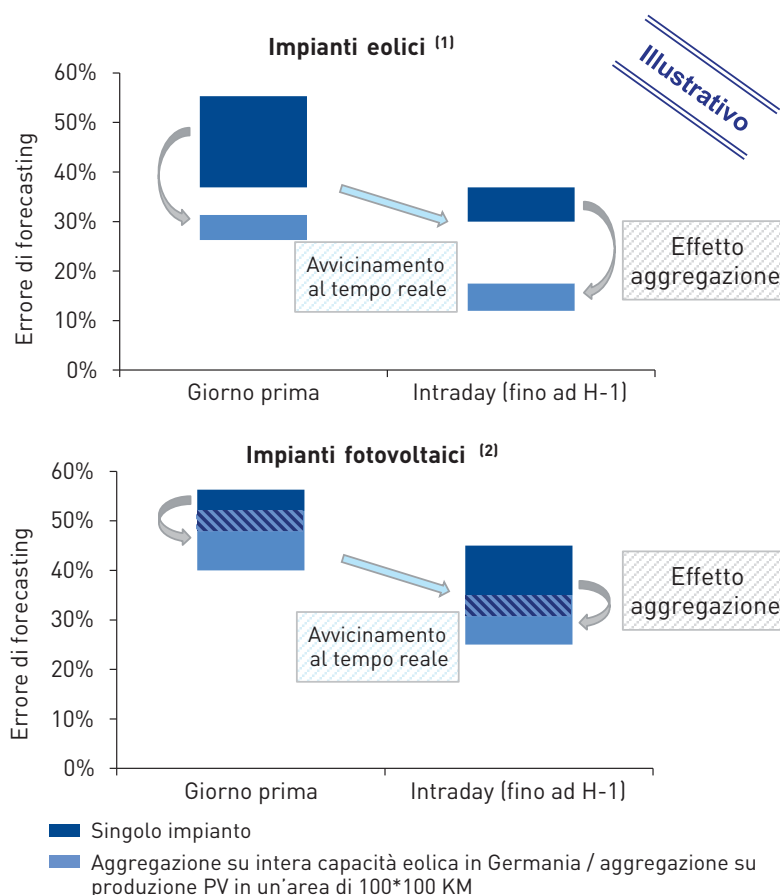 Impianti eolici (1)
Illustrativo
Errore di forecasting
60%
50%
40%
30%
20%
10%
0%
Avvicinamento
al tempo reale
Effetto
aggregazione
Giorno prima
Intraday (fino ad H-1)
Impianti fotovoltaici (2)
Errore di forecasting
60%
50%
40%
30%
20%
10%
0%
Avvicinamento
al tempo reale
Effetto
aggregazione
Giorno prima
Intraday (fino ad H-1)
Singolo impianto
Aggregazione su intera capacità eolica in Germania / aggregazione su
produzione PV in un'area di 100*100 KM